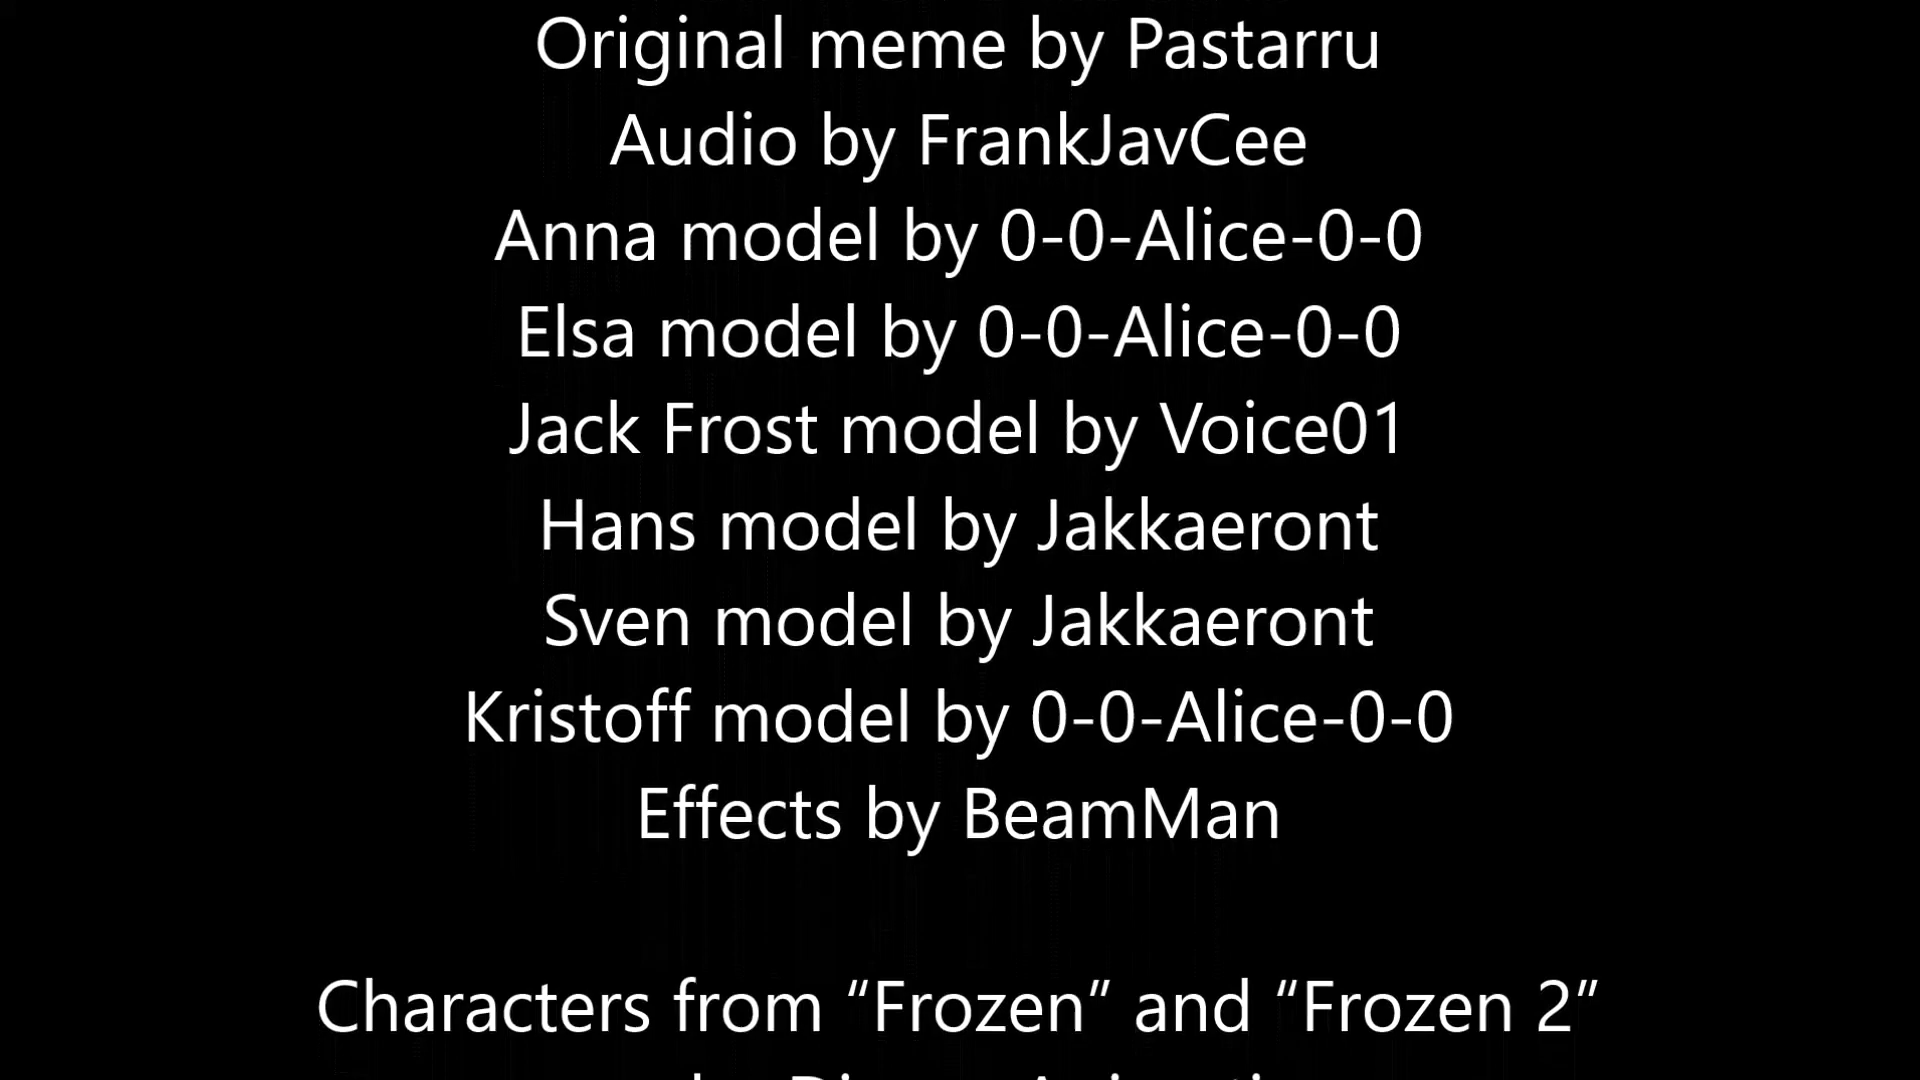 Original meme by Pastarru
Audio by FrankJavCee
Anna model by 0-0-Alice-0-0
Elsa model by 0-0-Alice-0-0
Jack Frost model by Voice01
Hans model by Jakkaeront
Sven model by Jakkaeront
Kristoff model by 0-0-Alice-0-0
Effects by BeamMan
Characters from “Frozen” and “Frozen 2”